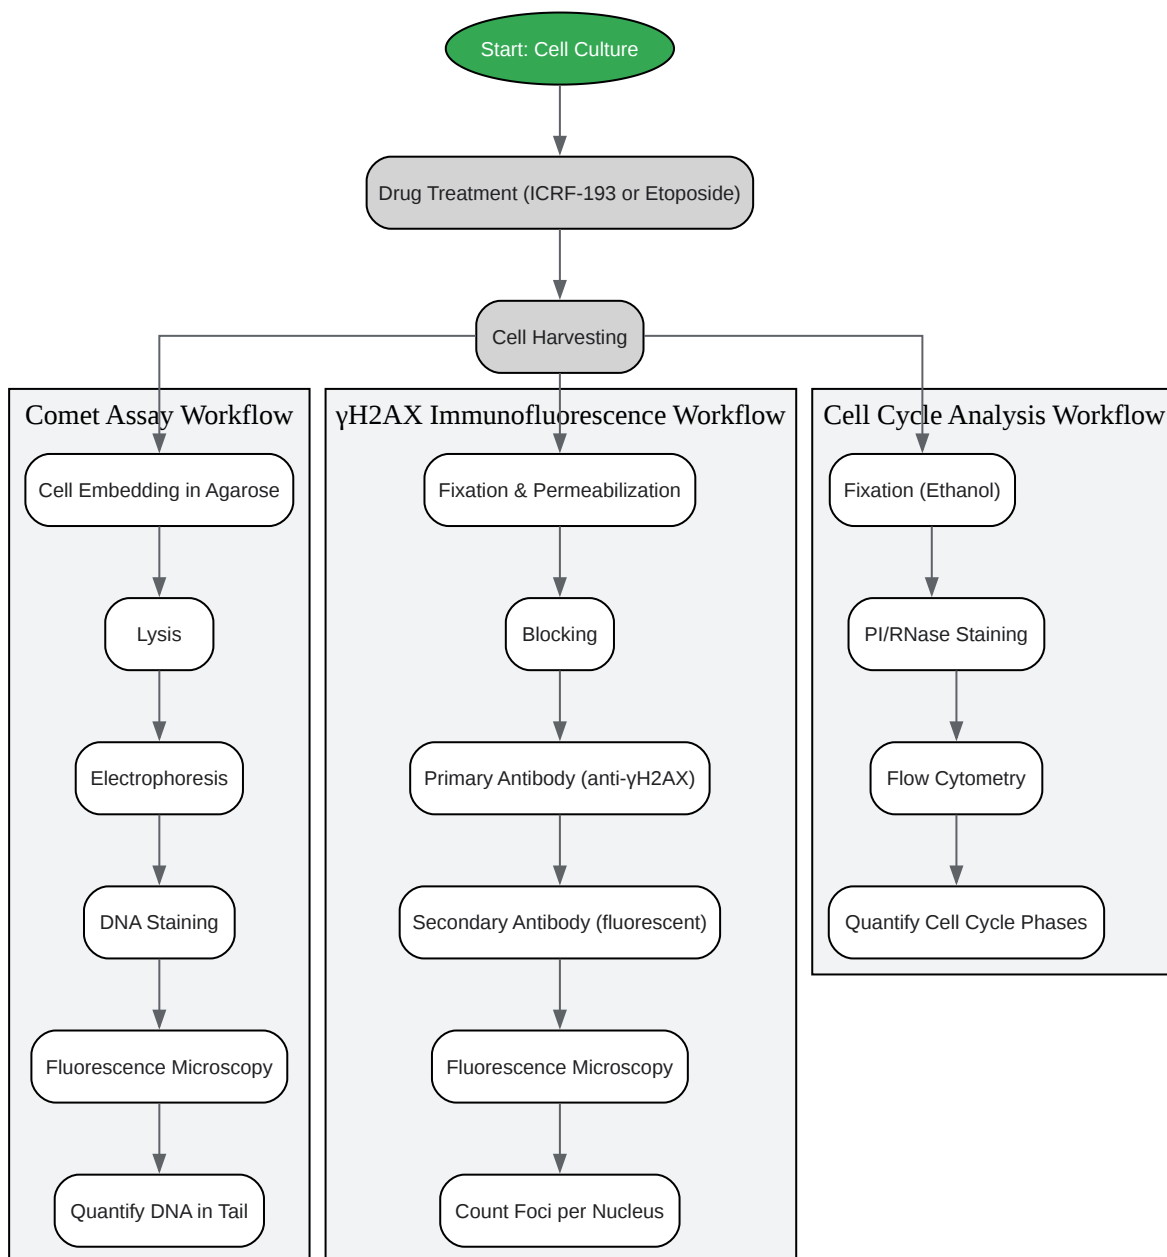 Start: Cell Culture
Drug Treatment (ICRF-193 or Etoposide)
Cell Harvesting
Comet Assay Workflow
Cell Embedding in Agarose
Lysis
Electrophoresis
DNA Staining
Fluorescence Microscopy
Quantify DNA in Tail
γH2AX Immunofluorescence Workflow
Fixation & Permeabilization
Blocking
Primary Antibody (anti-γH2AX)
Secondary Antibody (fluorescent)
Fluorescence Microscopy
Count Foci per Nucleus
Cell Cycle Analysis Workflow
Fixation (Ethanol)
PI/RNase Staining
Flow Cytometry
Quantify Cell Cycle Phases